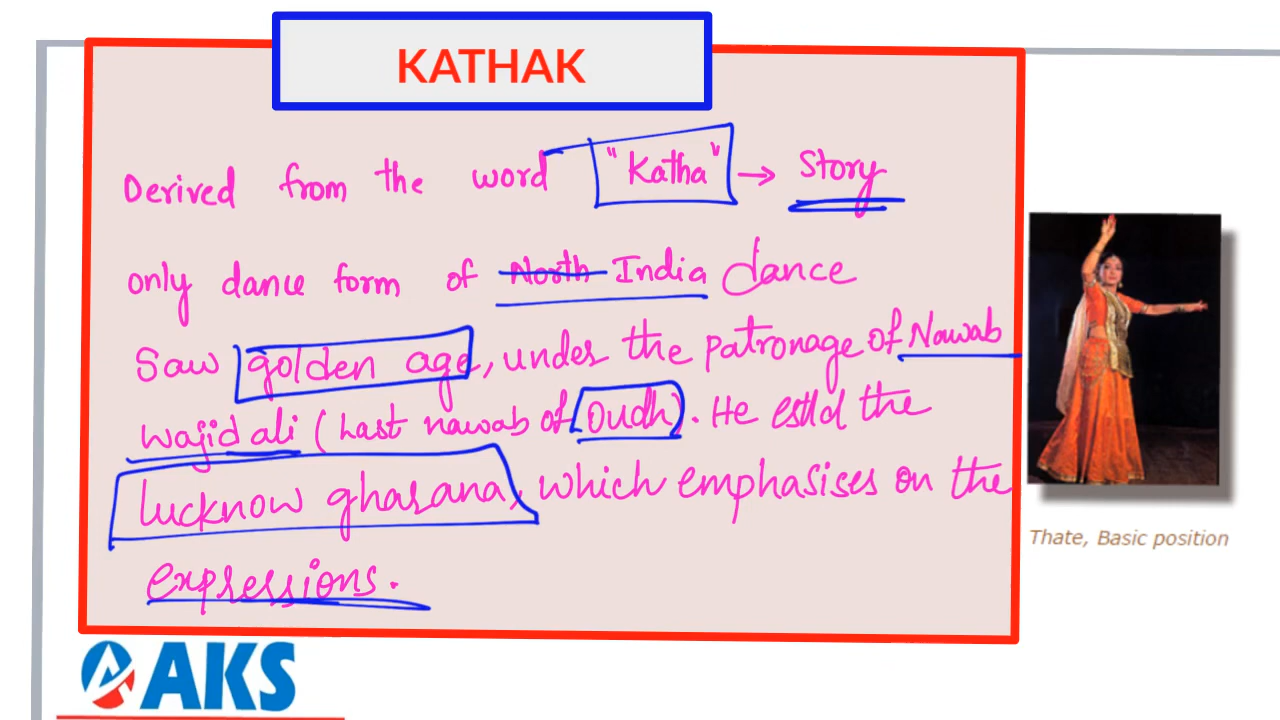 KATHAK
Derived from the word "Katha" → Story
only dance form of North India dance
Saw golden age, under the patronage of Nawab
wajid ali (Last nawab of Oudh). He estld the
lucknow gharana, which emphasises on the
expressions.
Thate, Basic position
AKS